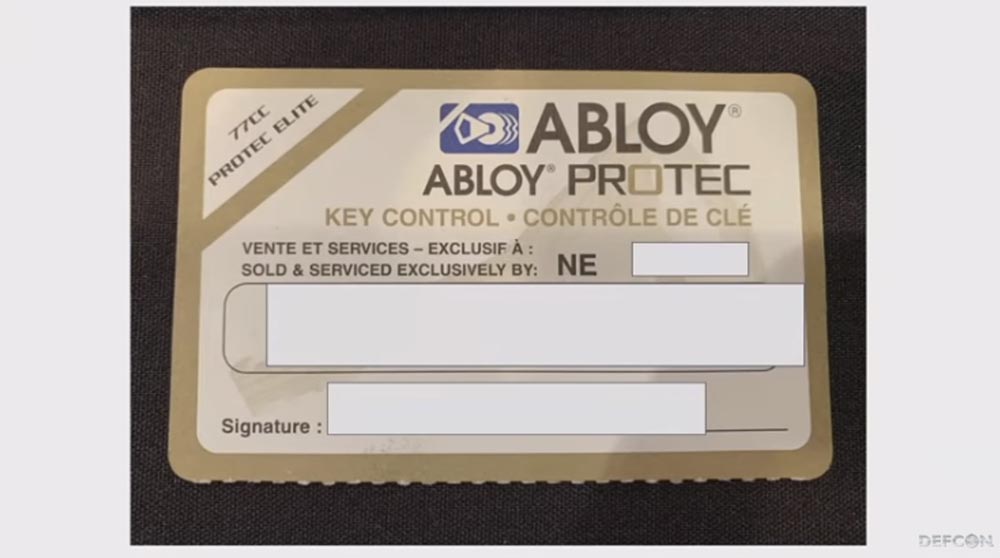 77CC
PROTEC ELITE
ABLOY®
ABLOY® PROTEC
KEY CONTROL • CONTRÔLE DE CLÉ
VENTE ET SERVICES – EXCLUSIF À :
SOLD & SERVICED EXCLUSIVELY BY: NE
Signature :
DEFCON